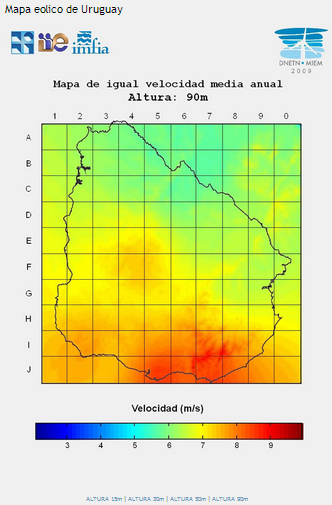 Mapa eolico de Uruguay
iie imfia
DNETN • MIEM
2009
Mapa de igual velocidad media anual
Altura: 90m
1 2 3 4 5 6 7 8 9 0
A
B
C
D
E
F
G
H
I
J
Velocidad (m/s)
3 4 5 6 7 8 9
ALTURA 15m | ALTURA 30m | ALTURA 50m | ALTURA 90m